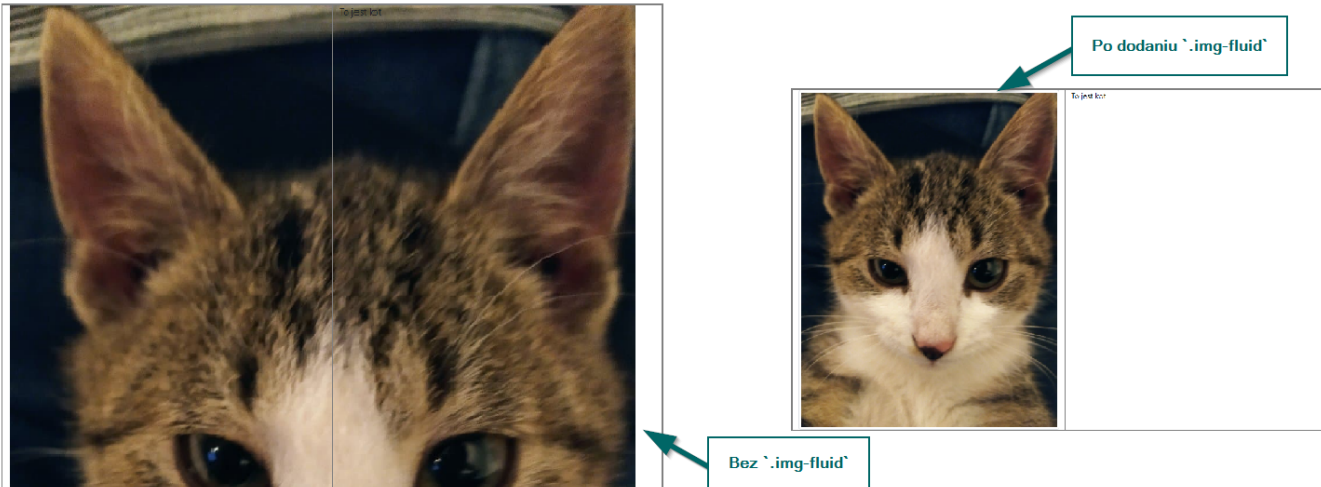 To jest kot
Po dodaniu `.img-fluid`
To jest kot
Bez `.img-fluid`